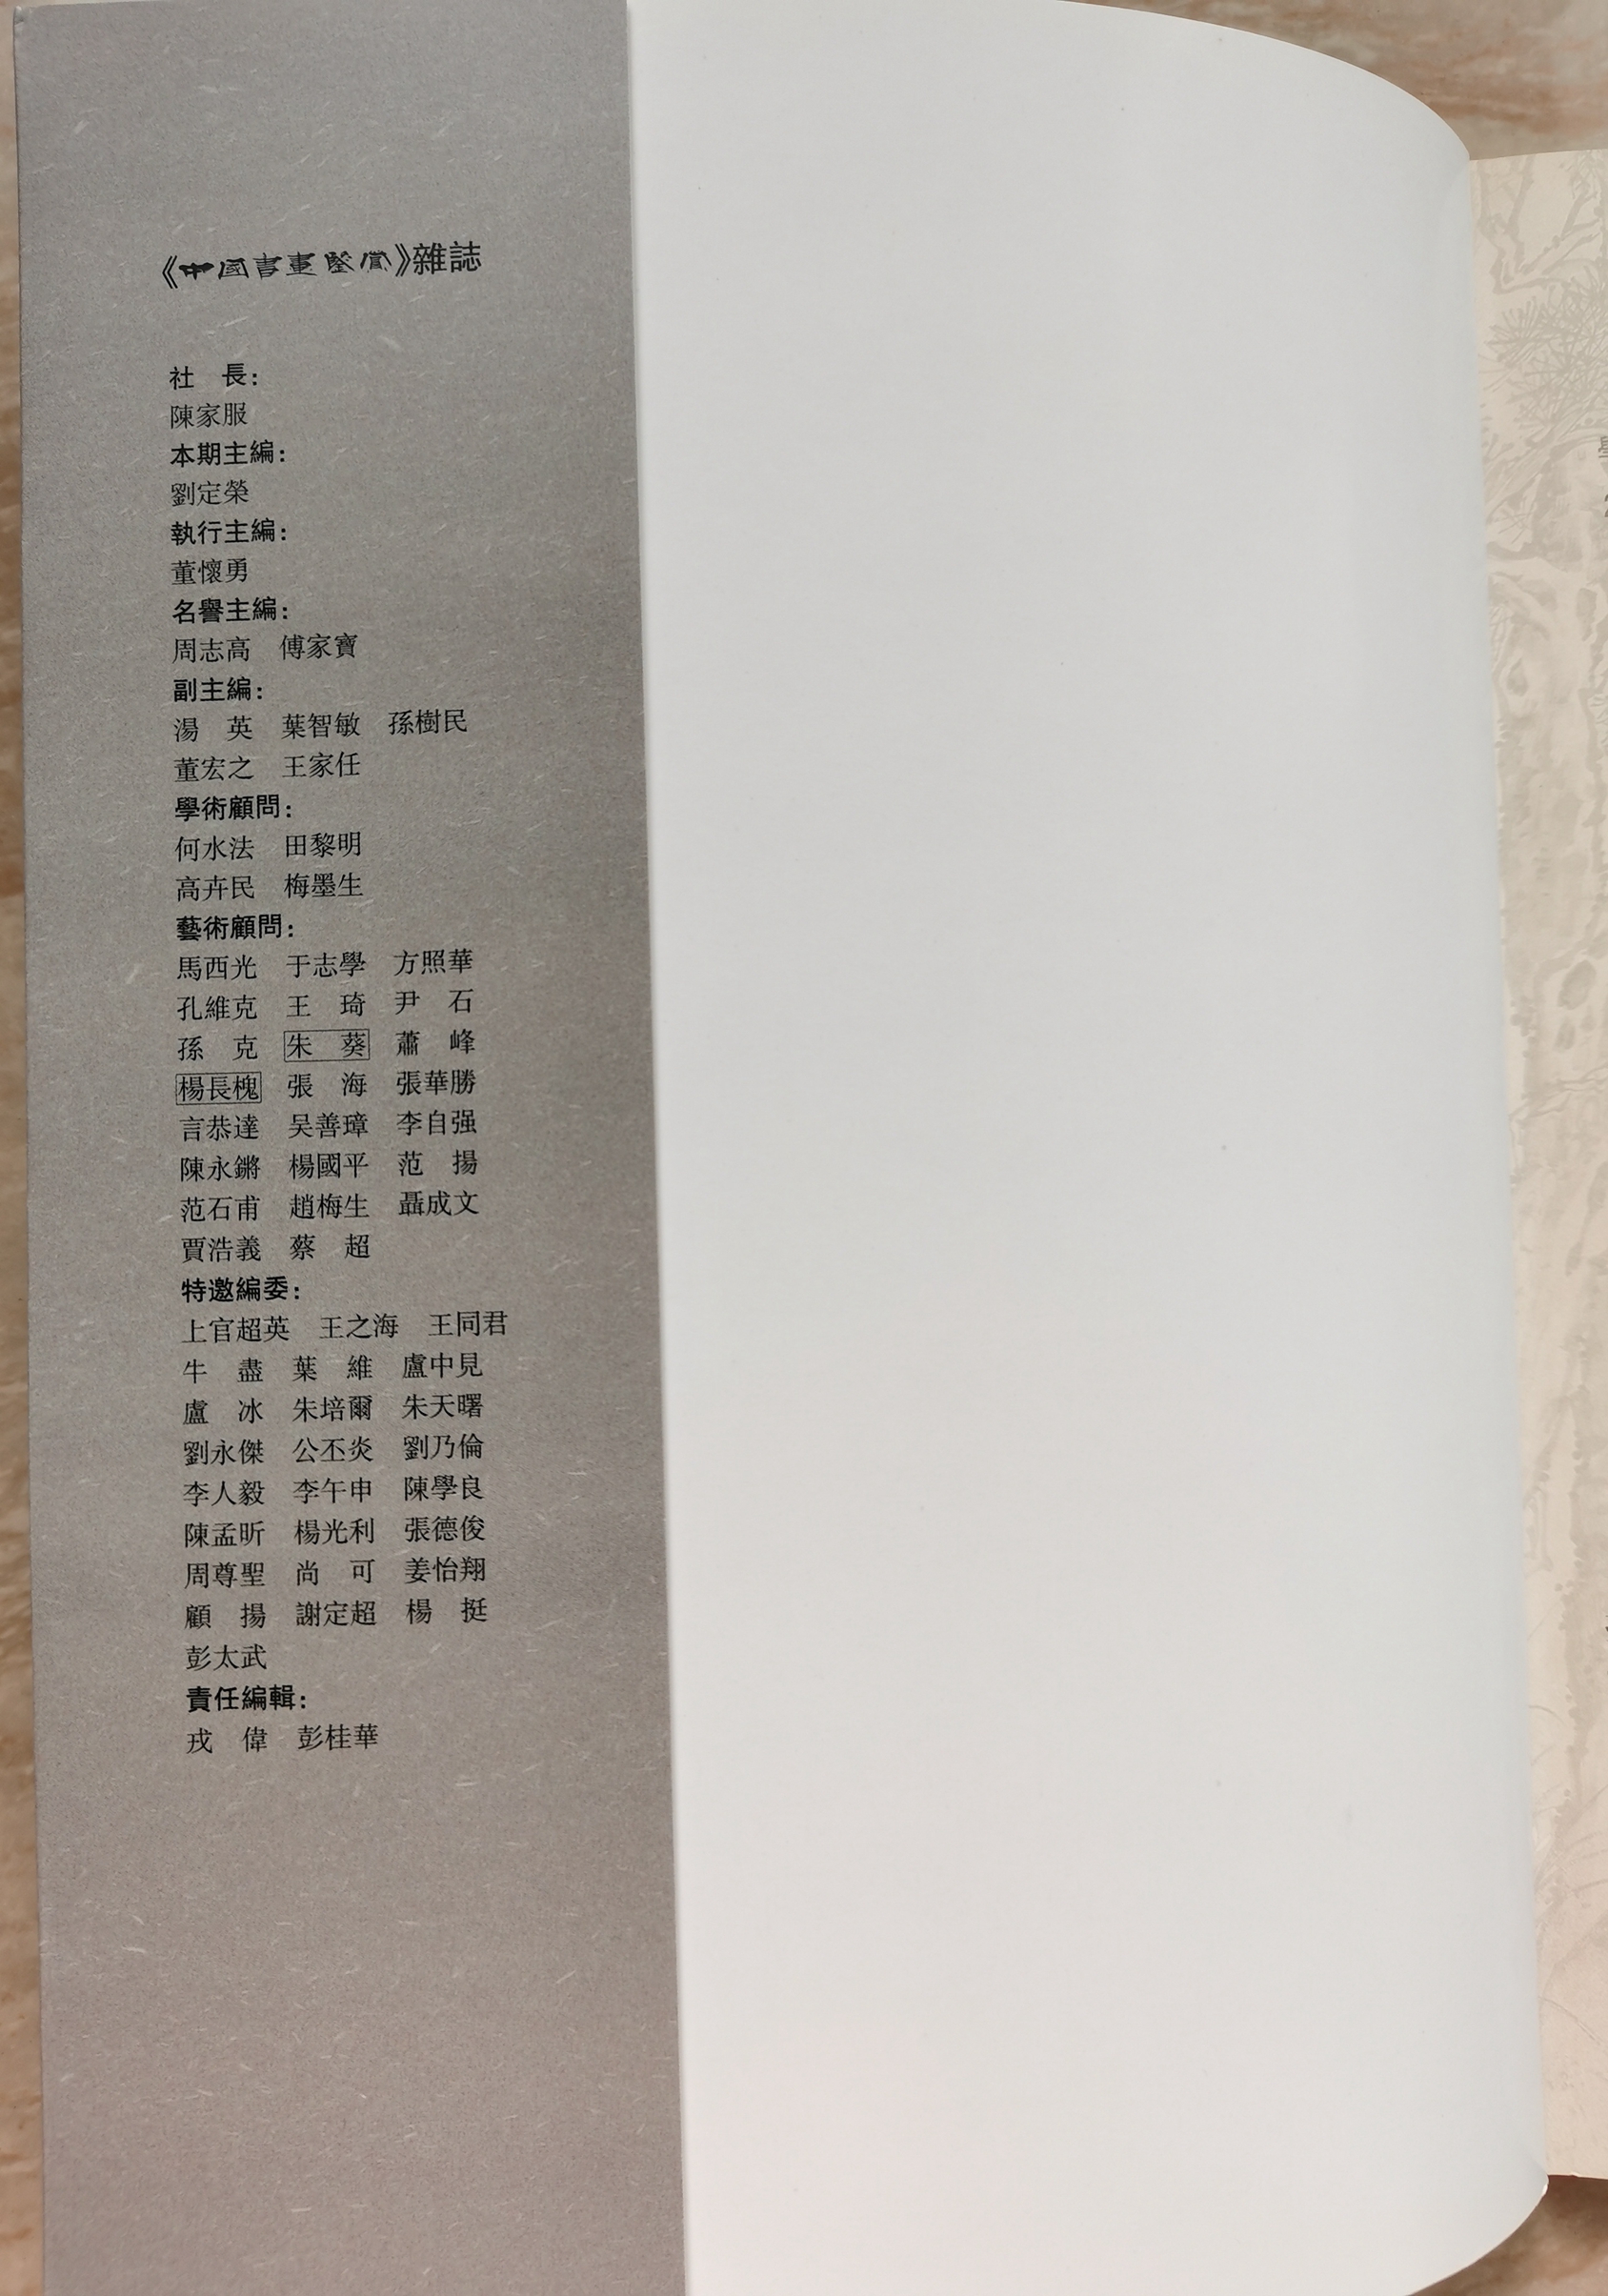 《中国書畫鑒賞》雜誌
社　長:
陳家服
本期主編:
劉定榮
執行主編:
董懷勇
名譽主編:
周志高　傅家寶
副主編:
湯　英　葉智敏　孫樹民
董宏之　王家任
學術顧問:
何水法　田黎明
高卉民　梅墨生
藝術顧問:
馬西光　于志學　方照華
孔維克　王　琦　尹　石
孫　克　朱　葵　蕭　峰
楊長槐　張　海　張華勝
言恭達　吴善璋　李自强
陳永鏘　楊國平　范　揚
范石甫　趙梅生　聶成文
賈浩義　蔡　超
特邀編委:
上官超英　王之海　王同君
牛　盡　葉　維　盧中見
盧　冰　朱培爾　朱天曙
劉永傑　公丕炎　劉乃倫
李人毅　李午申　陳學良
陳孟昕　楊光利　張德俊
周尊聖　尚　可　姜怡翔
顧　揚　謝定超　楊　挺
彭太武
責任編輯:
戎　偉　彭桂華